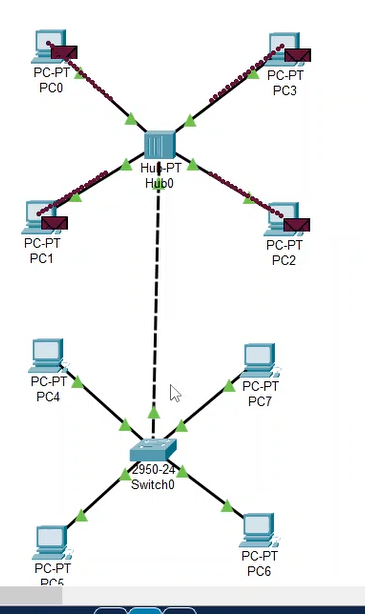 PC-PT
PC0
PC-PT
PC3
Hub-PT
Hub0
PC-PT
PC1
PC-PT
PC2
PC-PT
PC4
PC-PT
PC7
2950-24
Switch0
PC-PT
PC5
PC-PT
PC6